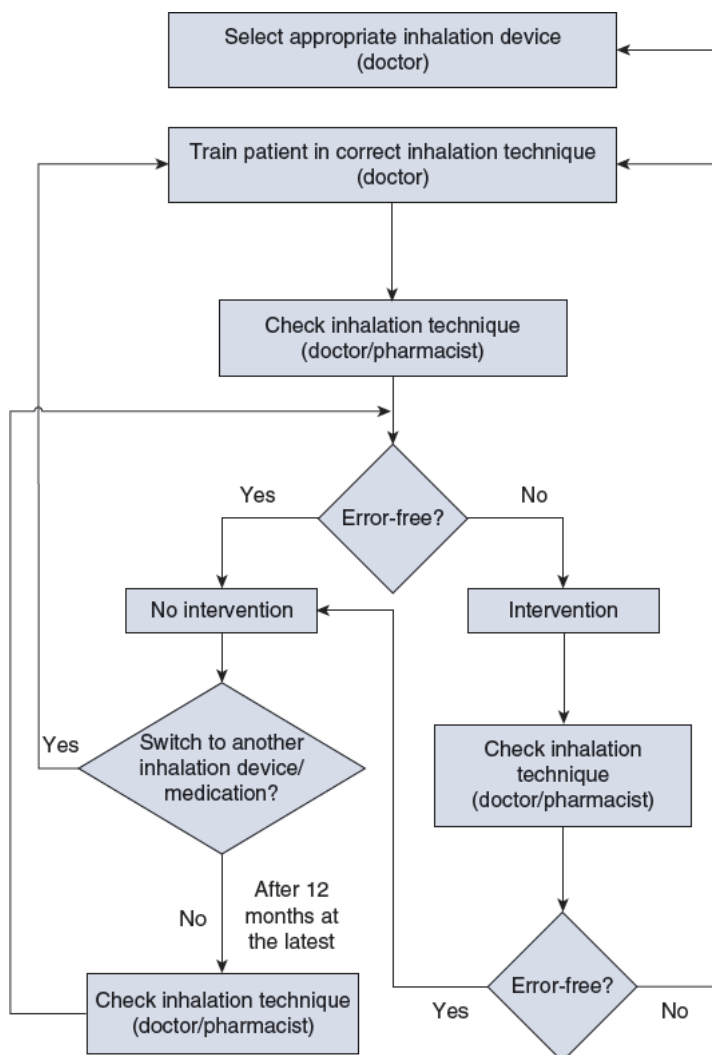 Select appropriate inhalation device
(doctor)
Train patient in correct inhalation technique
(doctor)
Check inhalation technique
(doctor/pharmacist)
Yes
Error-free?
No
No intervention
Intervention
Yes
Switch to another
inhalation device/
medication?
Check inhalation
technique
(doctor/pharmacist)
No
After 12
months at
the latest
Check inhalation technique
(doctor/pharmacist)
Yes
Error-free?
No